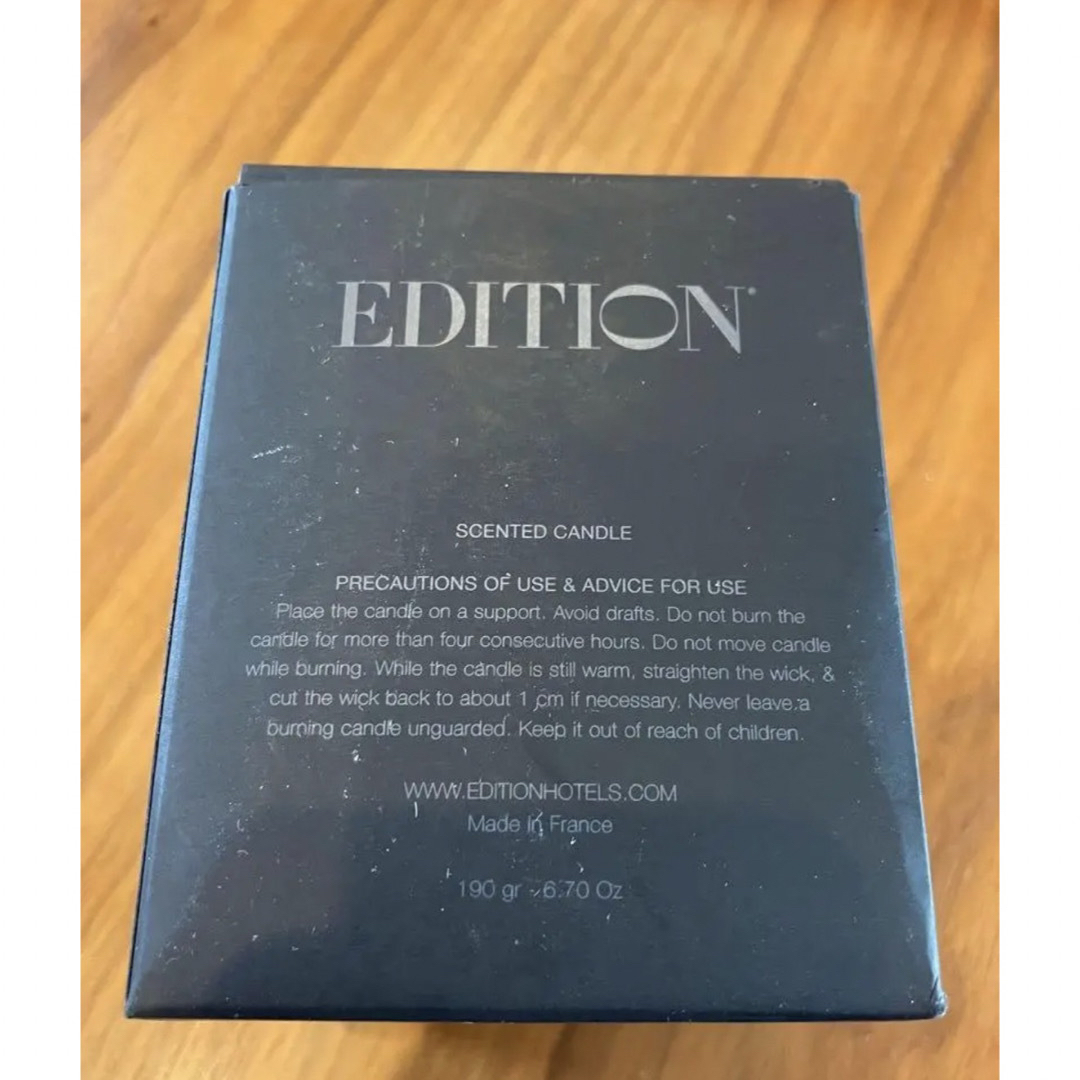 EDITION
SCENTED CANDLE
PRECAUTIONS OF USE & ADVICE FOR USE
Place the candle on a support. Avoid drafts. Do not burn the
candle for more than four consecutive hours. Do not move candle
while burning. While the candle is still warm, straighten the wick, &
cut the wick back to about 1 cm if necessary. Never leave a
burning candle unguarded. Keep it out of reach of children.
WWW.EDITIONHOTELS.COM
Made in France
190 gr - 6.70 Oz